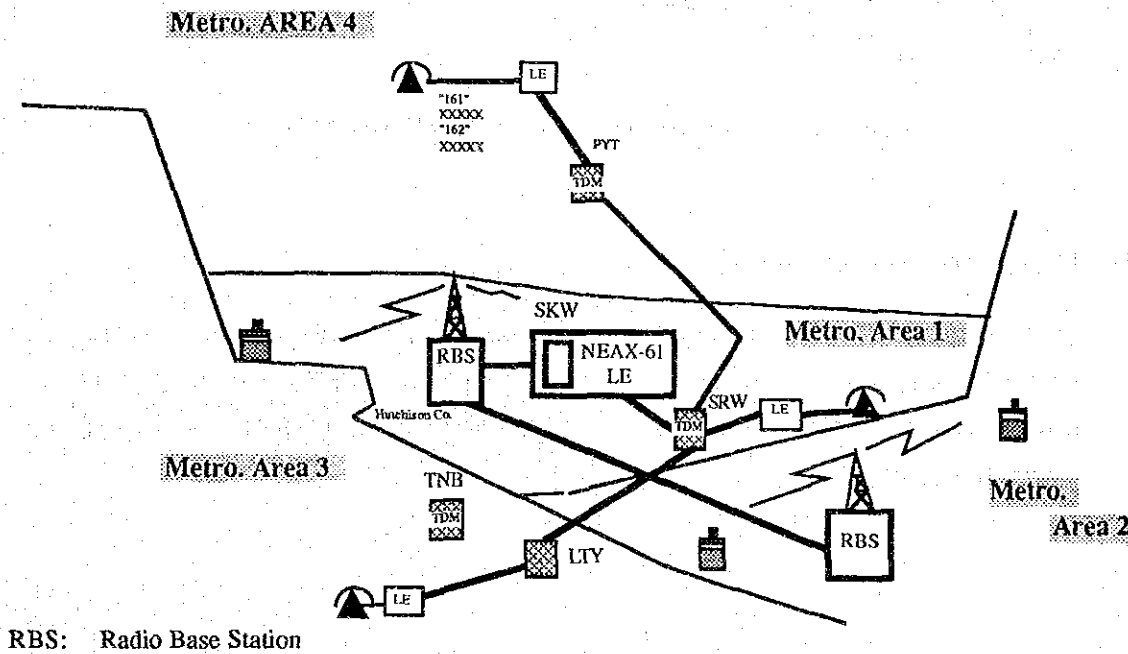 Metro. AREA 4
LE
"161"
XXXXX
"162"
XXXXX
PYT
TDM
SKW
Metro. Area 1
RBS
NEAX-61
LE
SRW
LE
TDM
Hutchison Co.
Metro. Area 3
TNB
TDM
Metro.
Area 2
RBS
LTY
LE
RBS: Radio Base Station